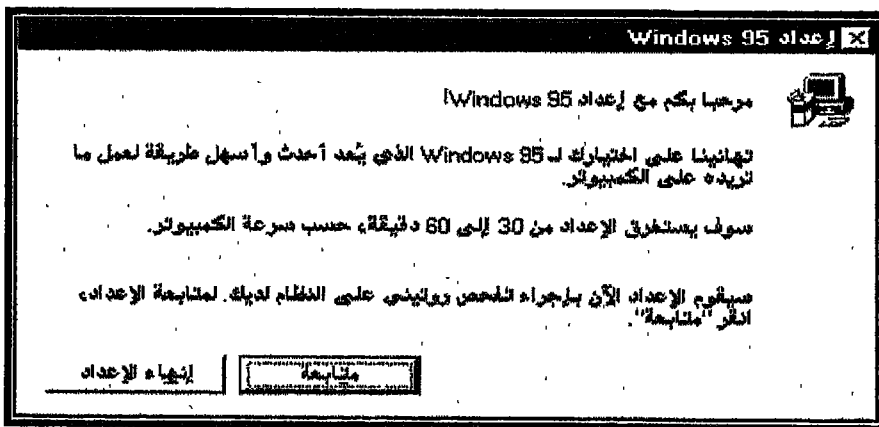 إعداد Windows 95
مرحبا بكم مع إعداد Windows 95!
تهانينا على اختيارك لـ Windows 95 الذي يُعد أحدث وأسهل طريقة لعمل ما
تريده على الكمبيوتر.
سوف يستغرق الإعداد من 30 إلى 60 دقيقة، حسب سرعة الكمبيوتر.
سيقوم الإعداد الآن بإجراء تفحص روتيني على النظام لديك. لمتابعة الإعداد،
انقر "متابعة".
متابعة
إنهاء الإعداد